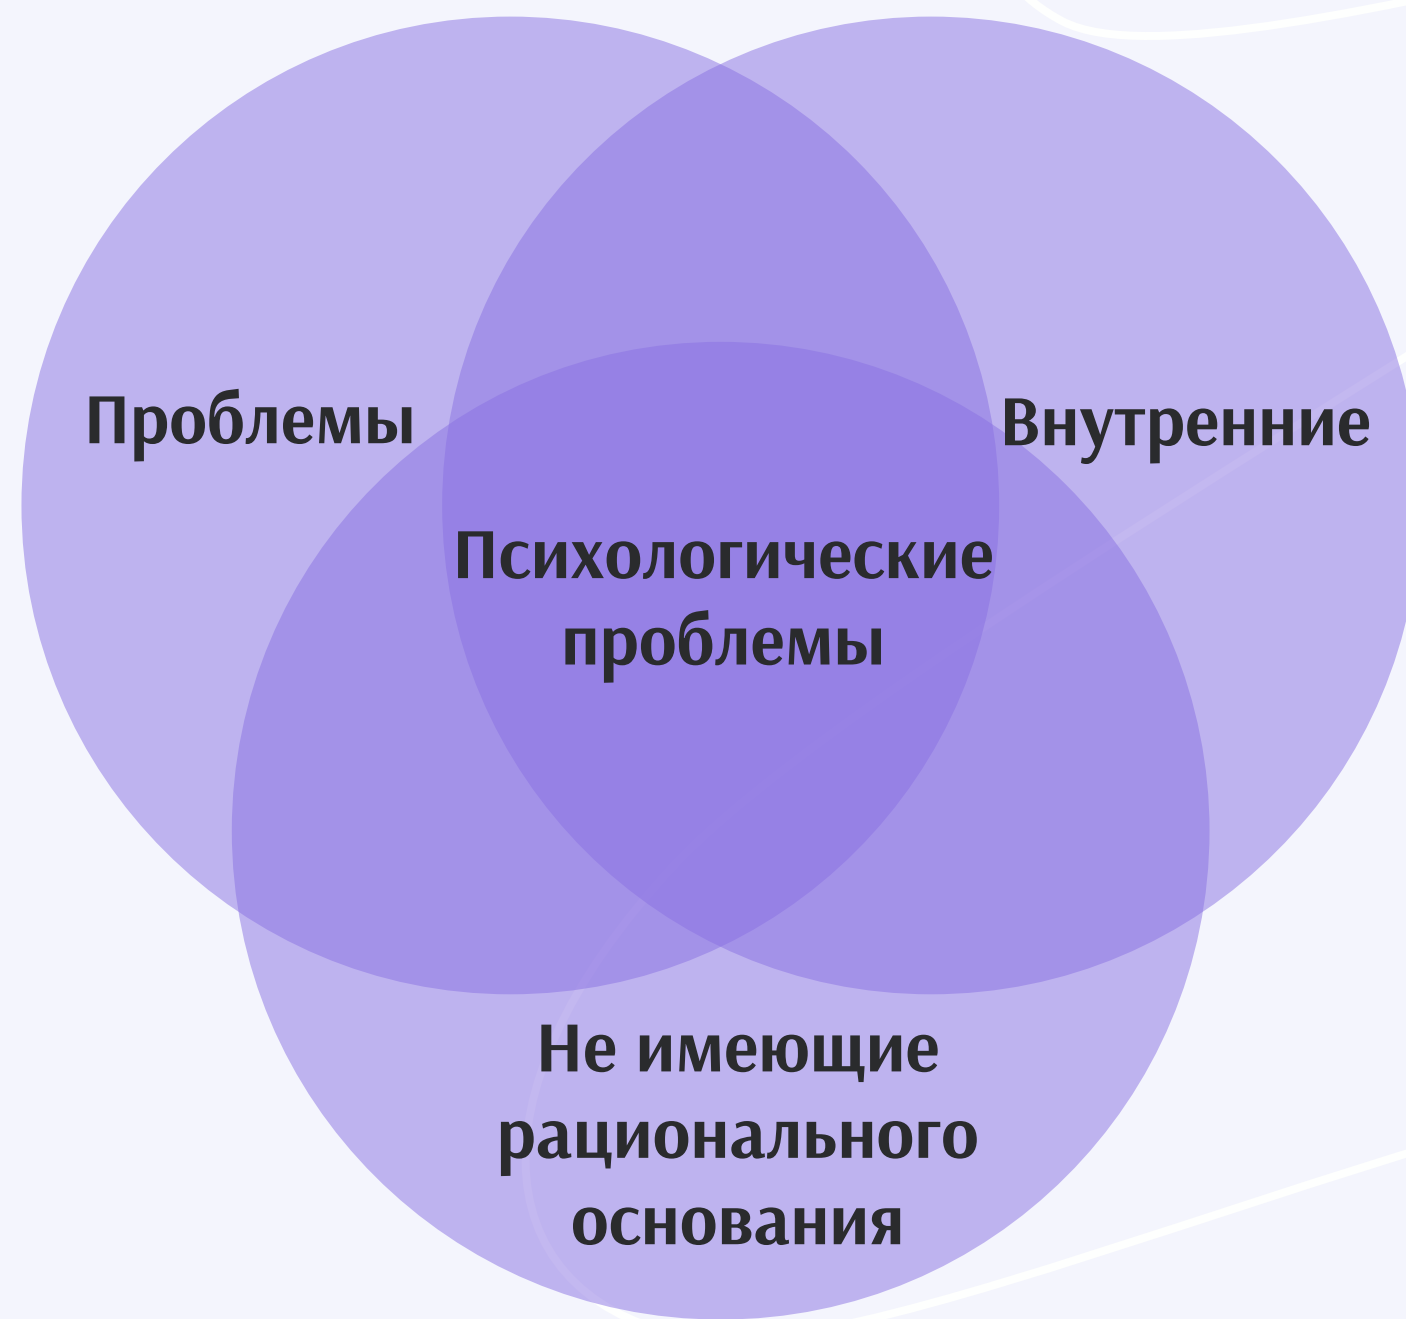 Проблемы
Внутренние
Психологические
проблемы
Не имеющие
рационального
основания